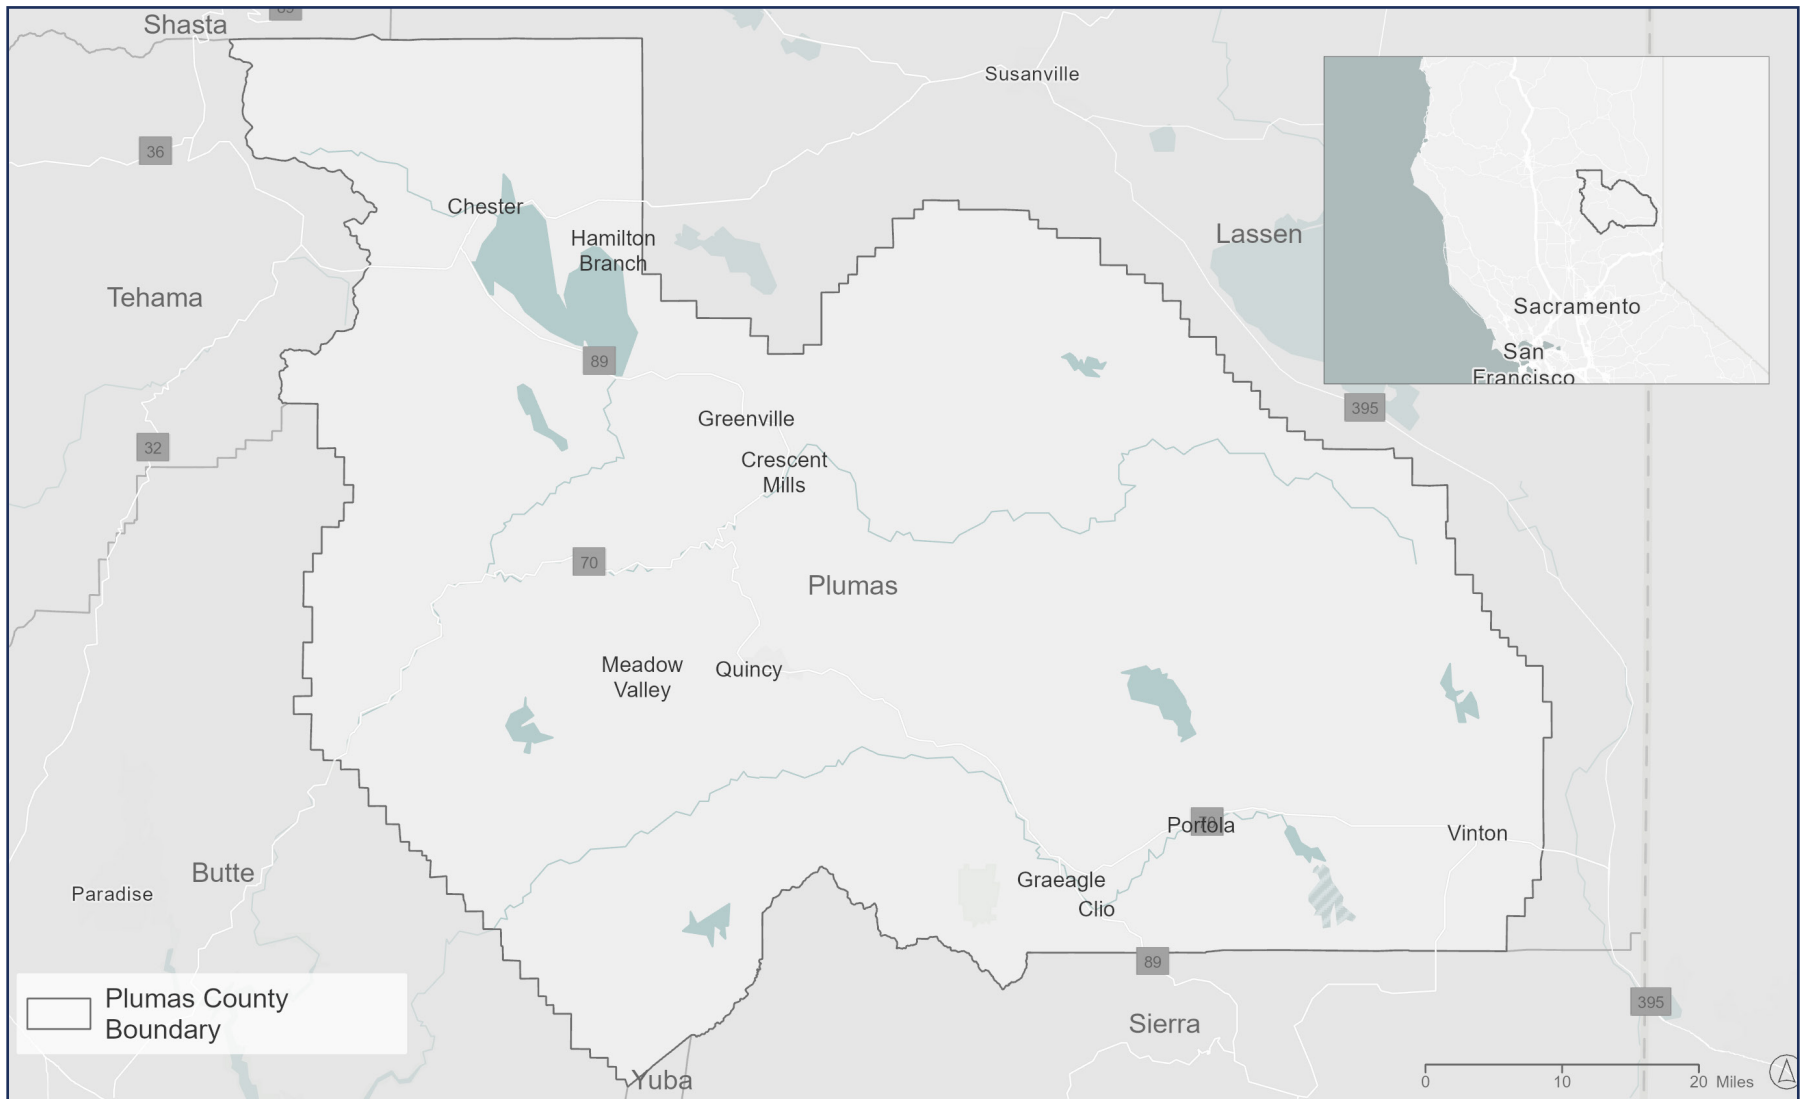 Shasta
Susanville
36
Chester
Hamilton
Branch
Lassen
Tehama
Sacramento
San
Francisco
89
395
Greenville
32
Crescent
Mills
70
Plumas
Meadow
Valley
Quincy
Portola
Vinton
Butte
Paradise
Graeagle
Clio
89
Plumas County
Boundary
395
Sierra
Yuba
0 10 20 Miles